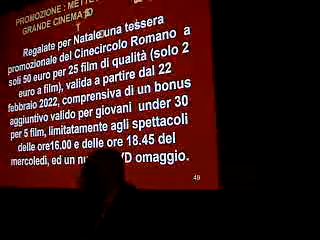 PROMOZIONE : METTE
GRANDE CINEMA
Regalate per Natale una tessera
promozionale del Cinecircolo Romano a
soli 50 euro per 25 film di qualità (solo 2
euro a film), valida a partire dal 22
febbraio 2022, comprensiva di un bonus
aggiuntivo valido per giovani under 30
per 5 film, limitatamente agli spettacoli
delle ore16.00 e delle ore 18.45 del
mercoledì, ed un omaggio.
49